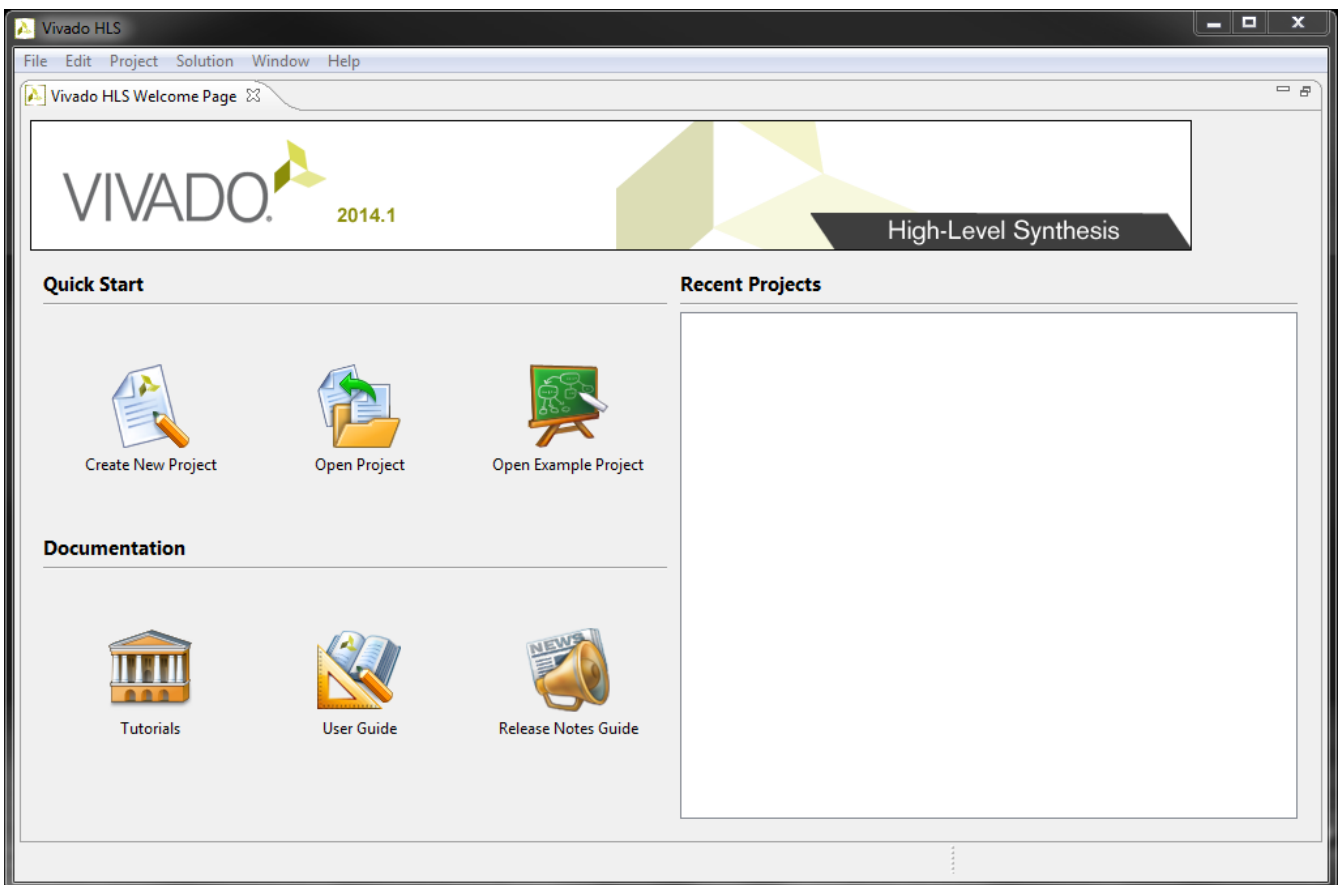 Vivado HLS
File Edit Project Solution Window Help
Vivado HLS Welcome Page
VIVADO. 2014.1
High-Level Synthesis
Quick Start
Recent Projects
Create New Project
Open Project
Open Example Project
Documentation
NEWS
Tutorials
User Guide
Release Notes Guide